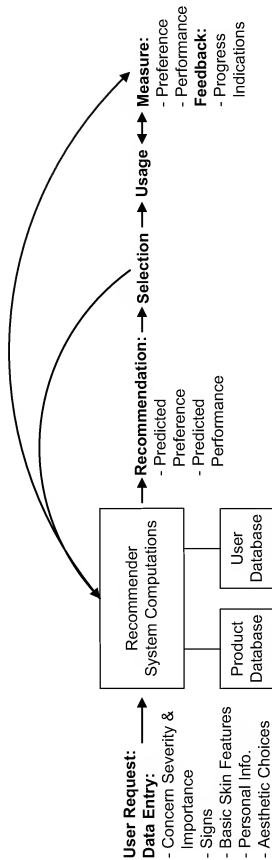 User Request:
Data Entry:
- Concern Severity &
Importance
- Signs
- Basic Skin Features
- Personal Info.
- Aesthetic Choices
Recommender
System Computations
Product
Database
User
Database
Recommendation:
- Predicted
Preference
- Predicted
Performance
Selection
Usage
Measure:
- Preference
- Performance
Feedback:
- Progress
Indications